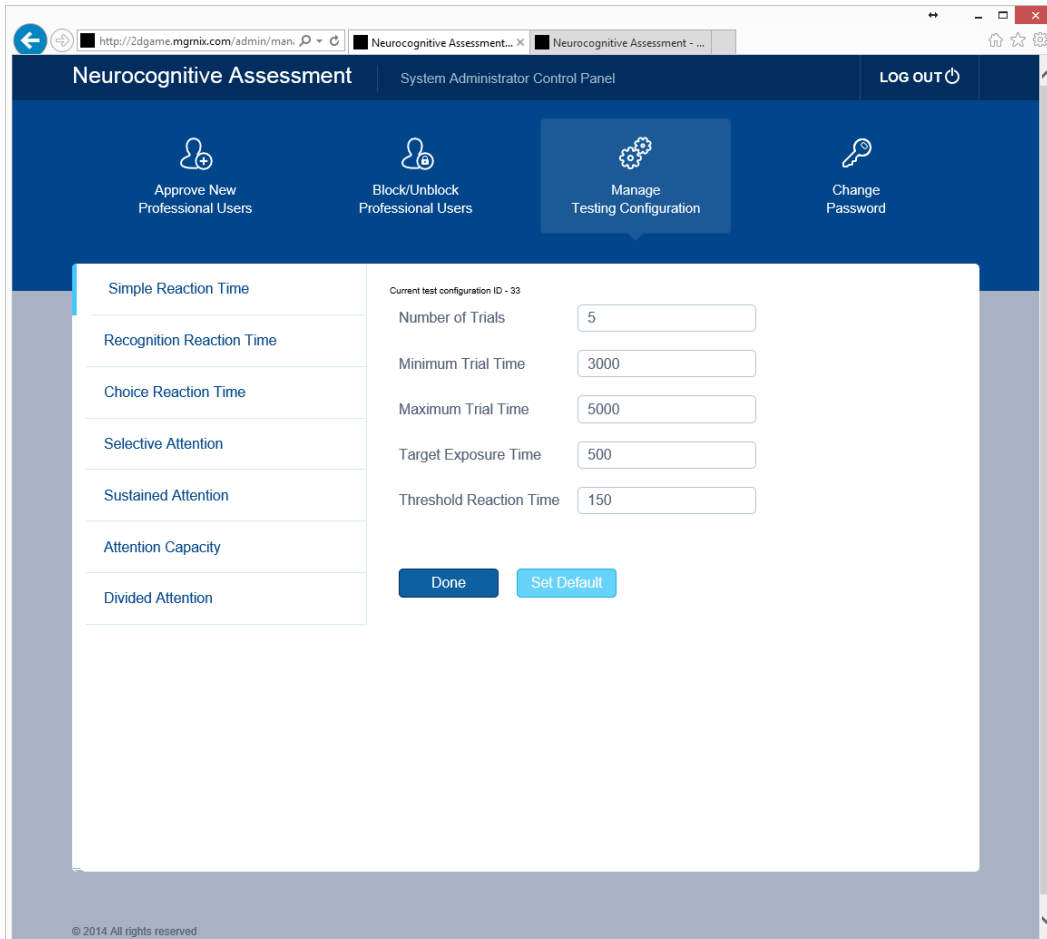 http://2dgame.mgrnix.com/admin/man
Neurocognitive Assessment...
Neurocognitive Assessment - ...
Neurocognitive Assessment
System Administrator Control Panel
LOG OUT
Approve New
Professional Users
Block/Unblock
Professional Users
Manage
Testing Configuration
Change
Password
Simple Reaction Time
Recognition Reaction Time
Choice Reaction Time
Selective Attention
Sustained Attention
Attention Capacity
Divided Attention
Current test configuration ID - 33
Number of Trials 5
Minimum Trial Time 3000
Maximum Trial Time 5000
Target Exposure Time 500
Threshold Reaction Time 150
Done Set Default
© 2014 All rights reserved